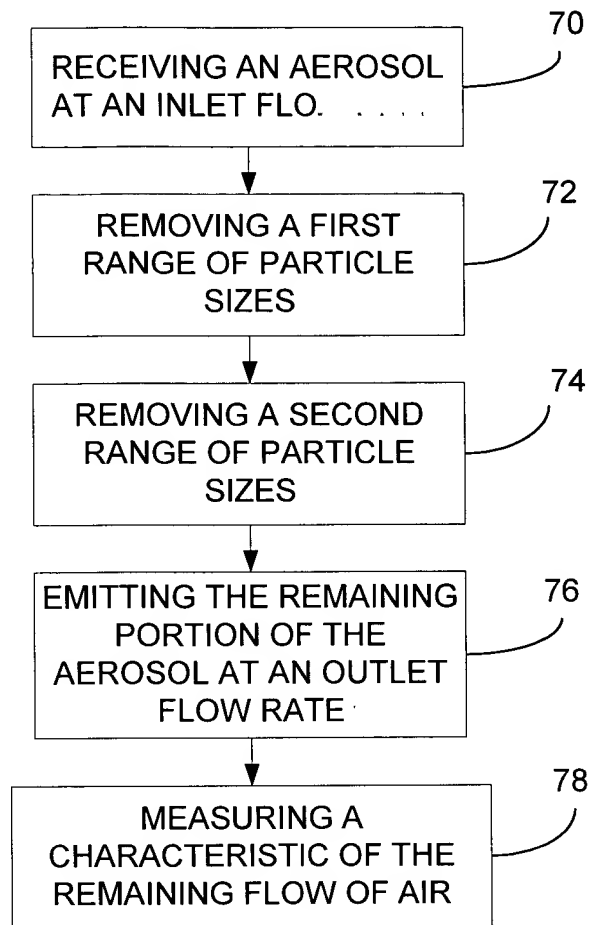 70
RECEIVING AN AEROSOL
AT AN INLET FLO
72
REMOVING A FIRST
RANGE OF PARTICLE
SIZES
74
REMOVING A SECOND
RANGE OF PARTICLE
SIZES
76
EMITTING THE REMAINING
PORTION OF THE
AEROSOL AT AN OUTLET
FLOW RATE
78
MEASURING A
CHARACTERISTIC OF THE
REMAINING FLOW OF AIR